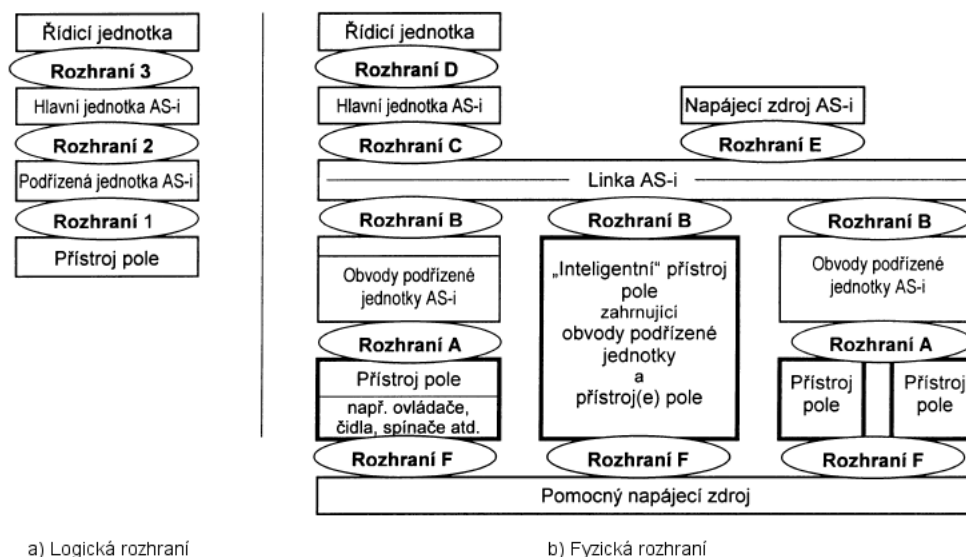 Řídicí jednotka
Rozhraní 3
Hlavní jednotka AS-i
Rozhraní 2
Podřízená jednotka AS-i
Rozhraní 1
Přístroj pole
Řídicí jednotka
Rozhraní D
Hlavní jednotka AS-i
Rozhraní C
Napájecí zdroj AS-i
Rozhraní E
Linka AS-i
Rozhraní B
Obvody podřízené
jednotky AS-i
Rozhraní A
Přístroj pole
např. ovládače,
čidla, spínače atd.
Rozhraní F
Rozhraní B
„Inteligentní“ přístroj
pole
zahrnující
obvody podřízené
jednotky
a
přístroj(e) pole
Rozhraní F
Rozhraní B
Obvody podřízené
jednotky AS-i
Rozhraní A
Přístroj
pole
Přístroj
pole
Rozhraní F
Pomocný napájecí zdroj
a) Logická rozhraní
b) Fyzická rozhraní